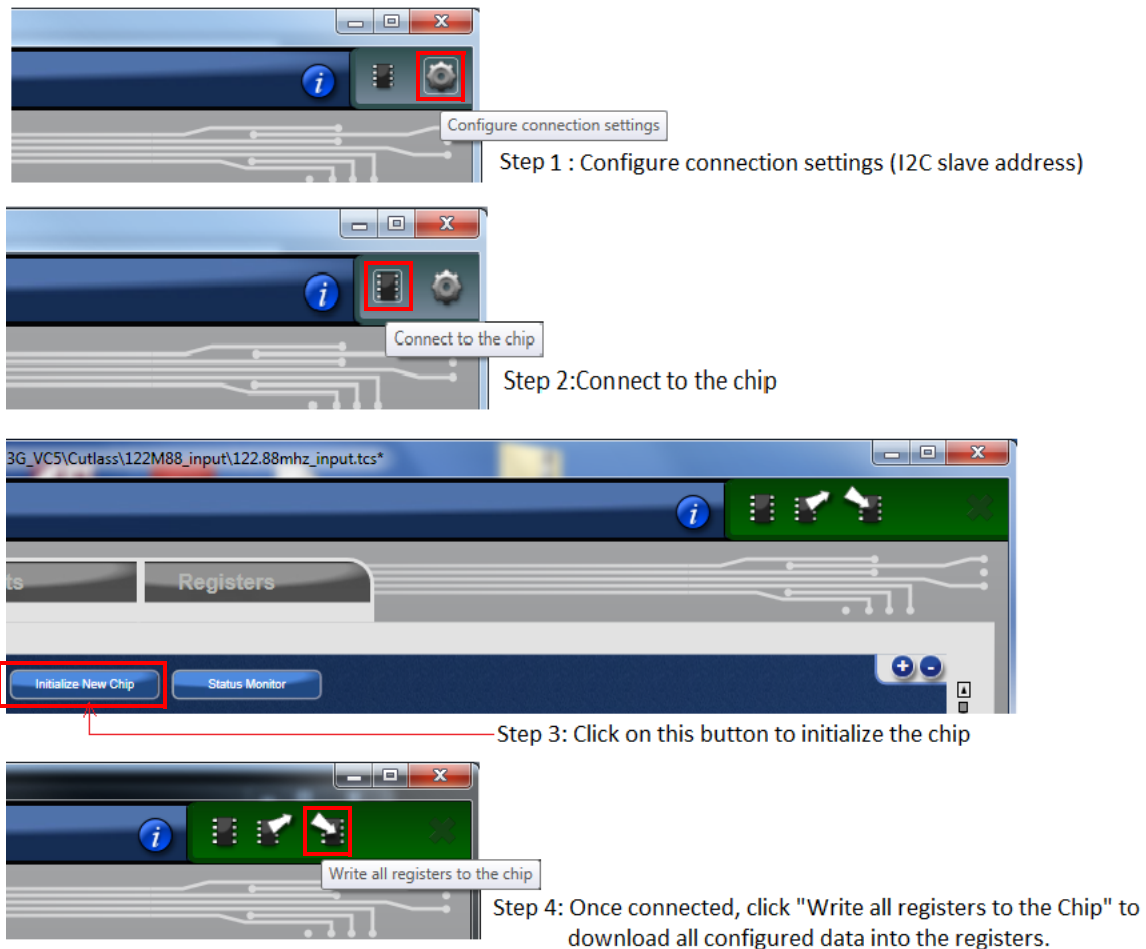 i
Configure connection settings
Step 1 : Configure connection settings (I2C slave address)
i
Connect to the chip
Step 2:Connect to the chip
3G_VC5\Cutlass\122M88_input\122.88mhz_input.tcs*
i
ts
Registers
Initialize New Chip
Status Monitor
Step 3: Click on this button to initialize the chip
i
Write all registers to the chip
Step 4: Once connected, click "Write all registers to the Chip" to
download all configured data into the registers.